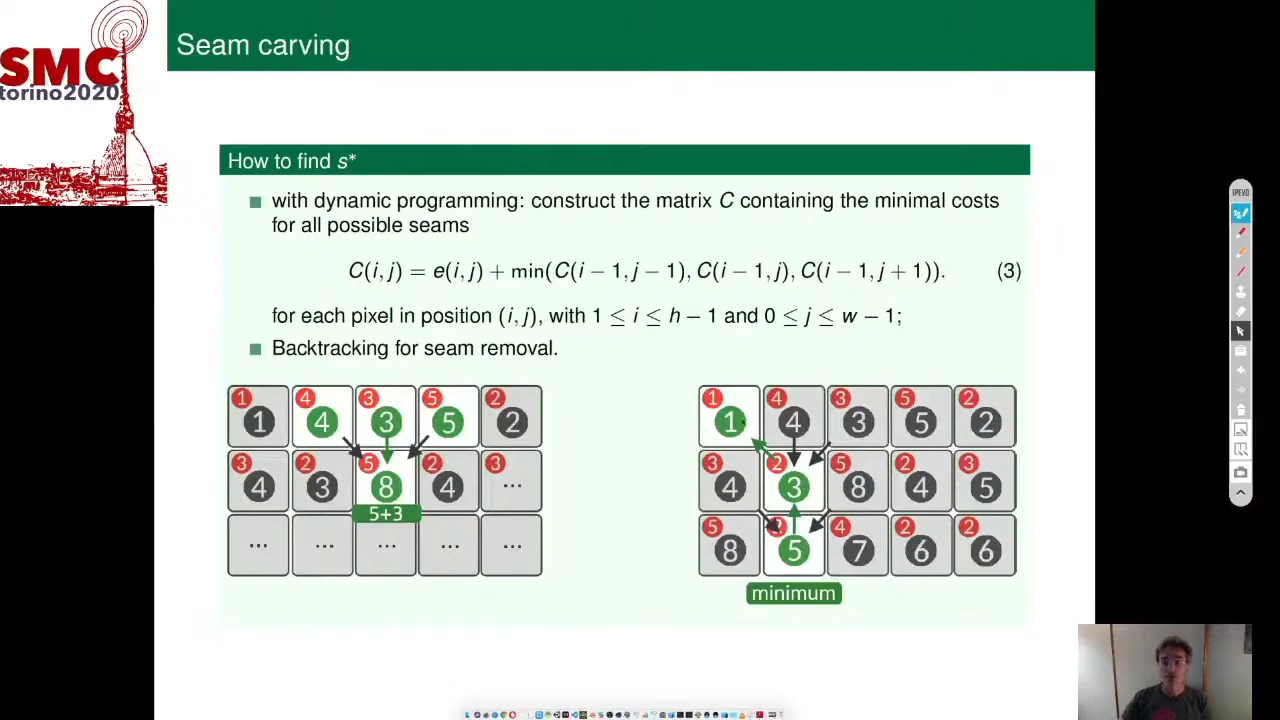 SMC
torino2020
Seam carving
How to find s*
with dynamic programming: construct the matrix C containing the minimal costs
for all possible seams
C(i, j) = e(i, j) + min(C(i − 1, j − 1), C(i − 1, j), C(i − 1, j + 1)). (3)
for each pixel in position (i, j), with 1 ≤ i ≤ h − 1 and 0 ≤ j ≤ w − 1;
Backtracking for seam removal.
1 4 3 5 2
1 4 3 5 2
3 2 5 2 3
4 3 8 4 ...
5+3
... ... ... ... ...
1 4 3 5 2
1 4 3 5 2
3 2 5 2 3
4 3 8 4 5
5 4 2 2
8 5 7 6 6
minimum
IPEVO